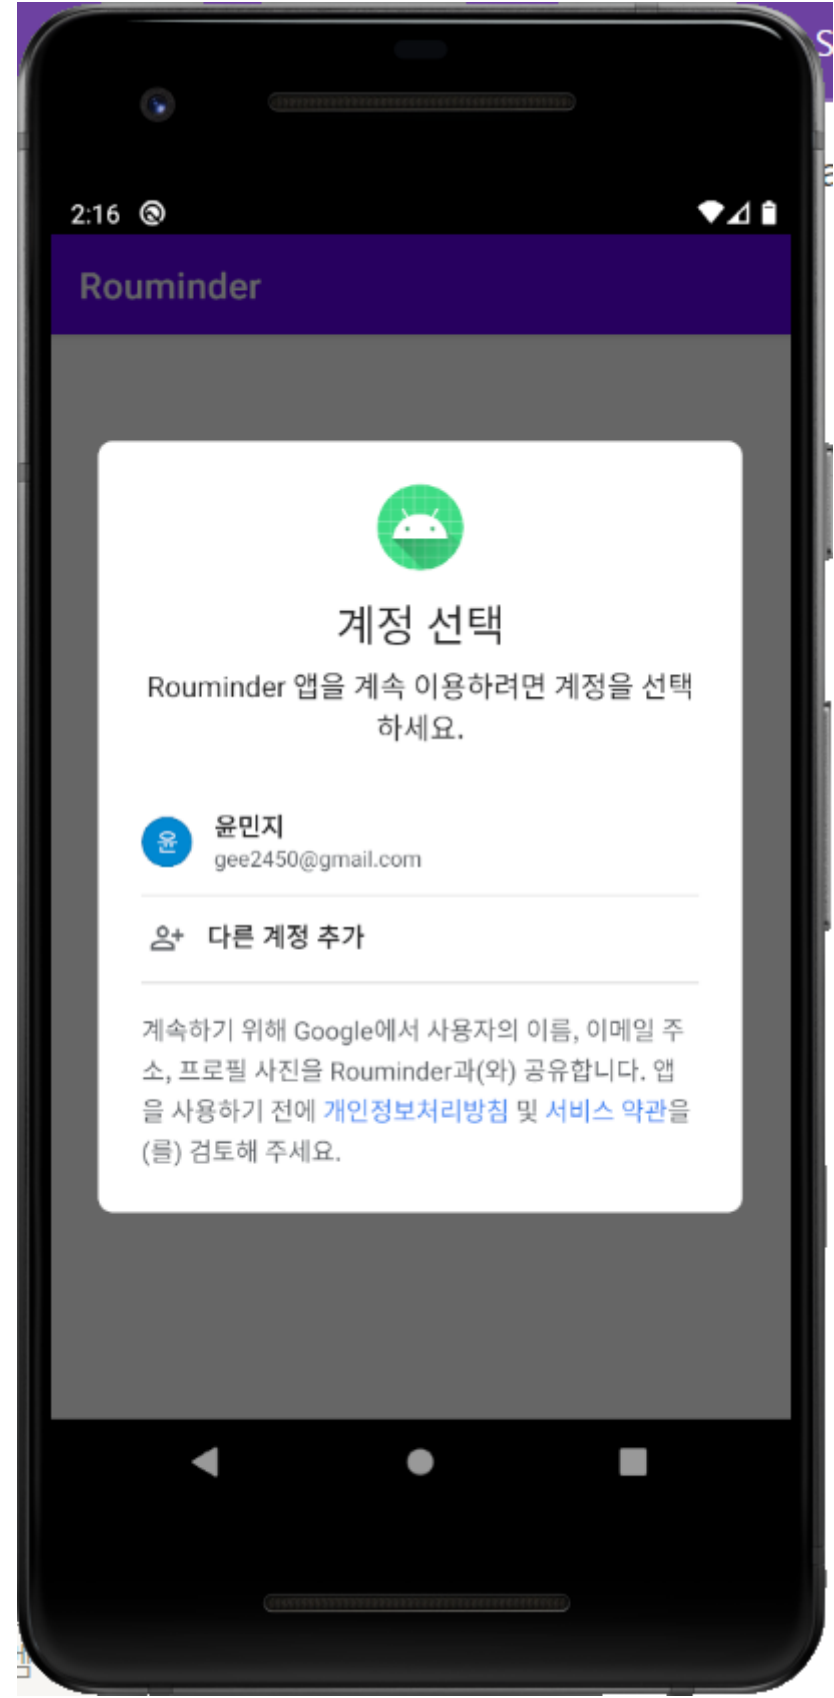 S
2:16
Rouminder
계정 선택
Rouminder 앱을 계속 이용하려면 계정을 선택
하세요.
윤
윤민지
gee2450@gmail.com
다른 계정 추가
계속하기 위해 Google에서 사용자의 이름, 이메일 주
소, 프로필 사진을 Rouminder과(와) 공유합니다. 앱
을 사용하기 전에 개인정보처리방침 및 서비스 약관을
(를) 검토해 주세요.